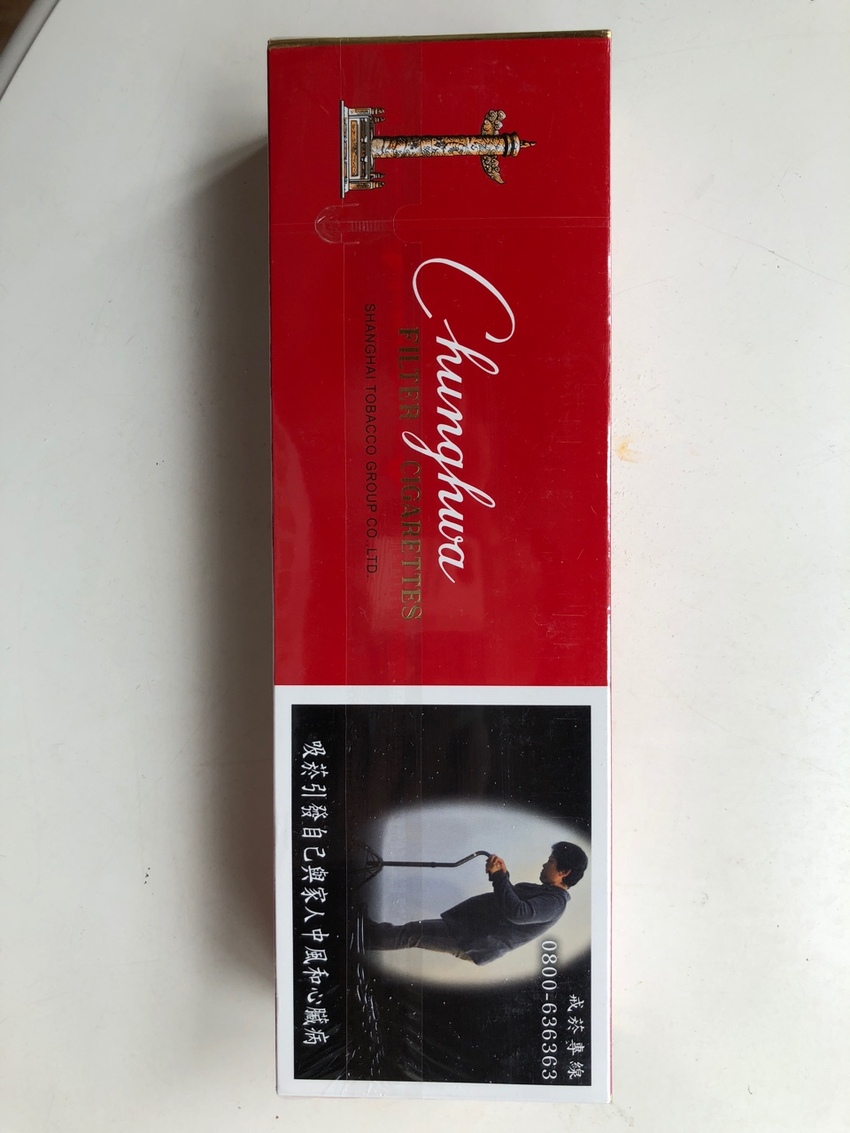 Chunghwa
FILTER CIGARETTES
SHANGHAI TOBACCO GROUP CO.,LTD.
戒菸專線
0800-636363
吸菸引發自己與家人中風和心臟病